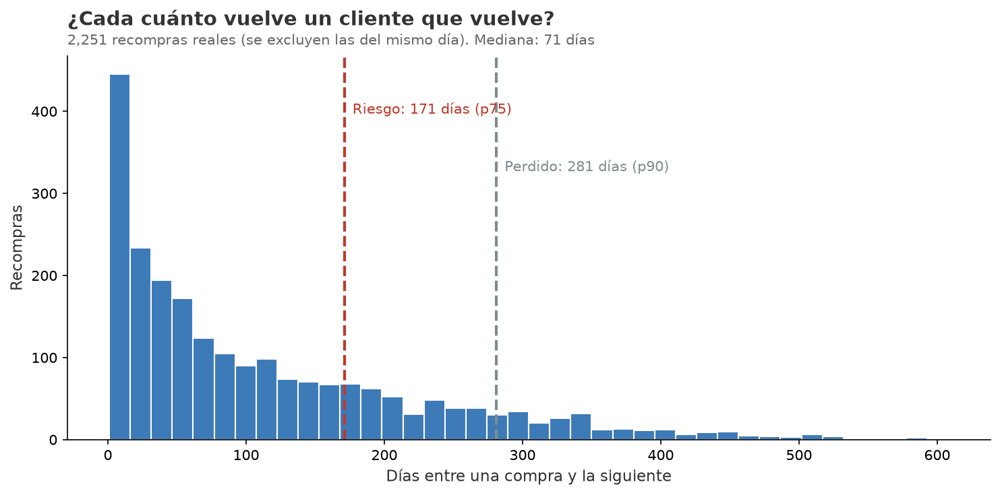 ¿Cada cuánto vuelve un cliente que vuelve?
2,251 recompras reales (se excluyen las del mismo día). Mediana: 71 días
Riesgo: 171 días (p75)
Perdido: 281 días (p90)
Recompras
400
300
200
100
0
0 100 200 300 400 500 600
Días entre una compra y la siguiente